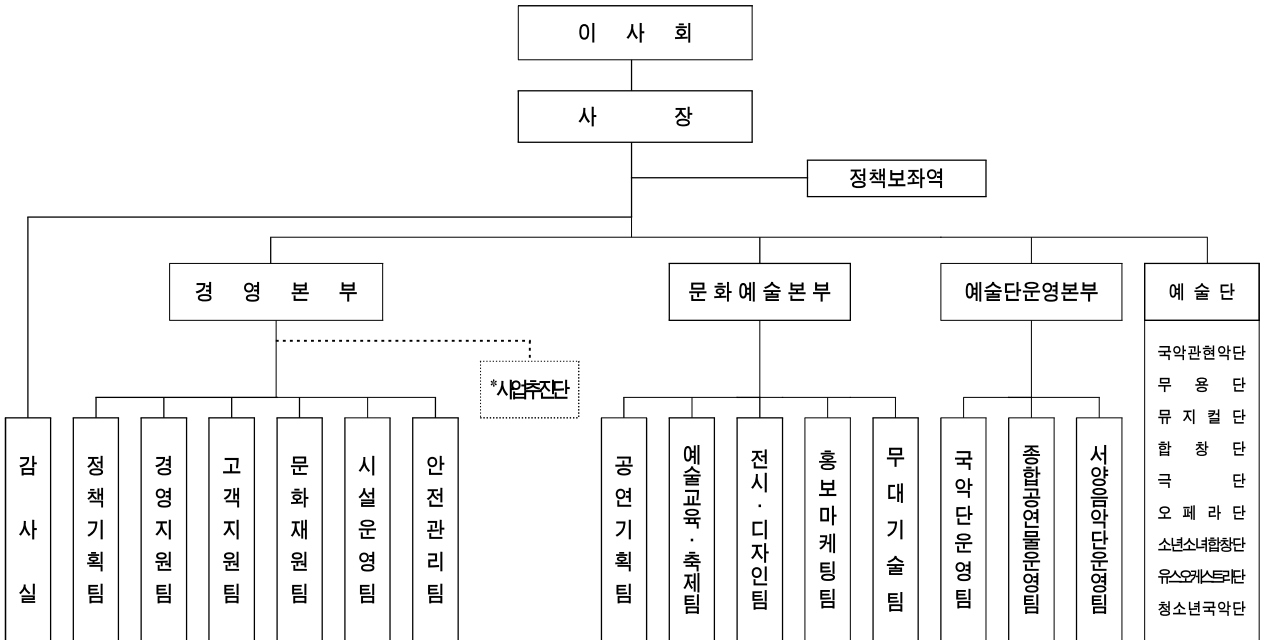 이 사 회
사 장
정책보좌역
경 영 본 부
문 화 예 술 본 부
예술단운영본부
예 술 단
*사업추진단
감 사 실
정책기획팀
경영지원팀
고객지원팀
문화재원팀
시설운영팀
안전관리팀
공연기획팀
예술교육·축제팀
전시·디자인팀
홍보마케팅팀
무대기술팀
국악단운영팀
종합공연물운영팀
서양음악단운영팀
국악관현악단
무 용 단
뮤 지 컬 단
합 창 단
극 단
오 페 라 단
소년소녀합창단
유스오케스트라단
청소년국악단